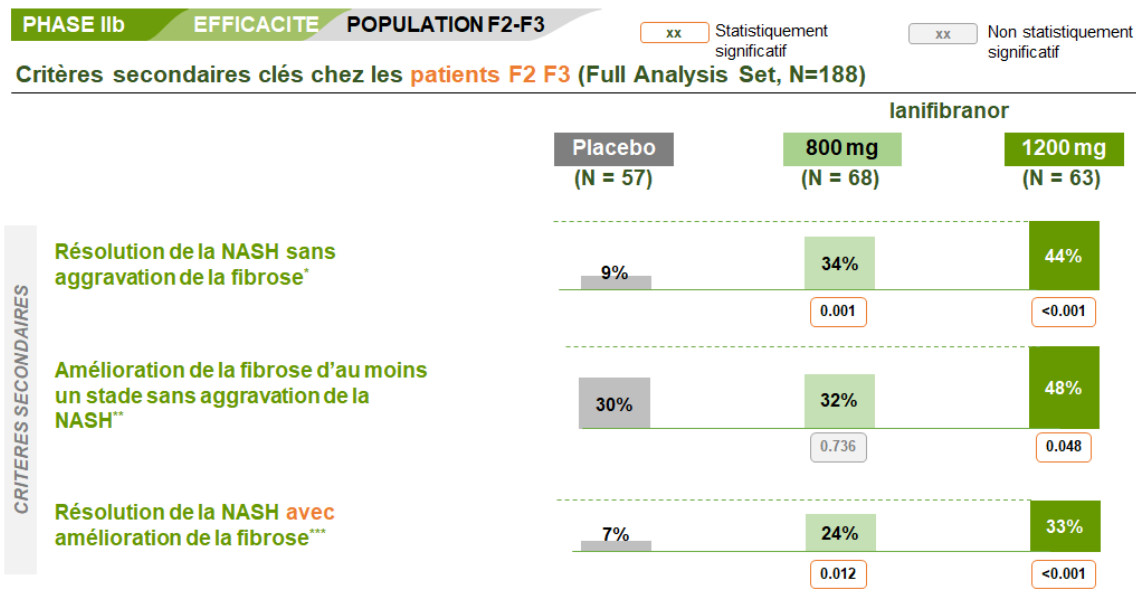 PHASE IIb EFFICACITE POPULATION F2-F3
xx Statistiquement significatif
xx Non statistiquement significatif
Critères secondaires clés chez les patients F2 F3 (Full Analysis Set, N=188)
lanifibranor
Placebo 800 mg 1200 mg
(N = 57) (N = 68) (N = 63)
CRITERES SECONDAIRES
Résolution de la NASH sans
aggravation de la fibrose*
9% 34% 44%
0.001 <0.001
Amélioration de la fibrose d'au moins
un stade sans aggravation de la
NASH**
30% 32% 48%
0.736 0.048
Résolution de la NASH avec
amélioration de la fibrose***
7% 24% 33%
0.012 <0.001